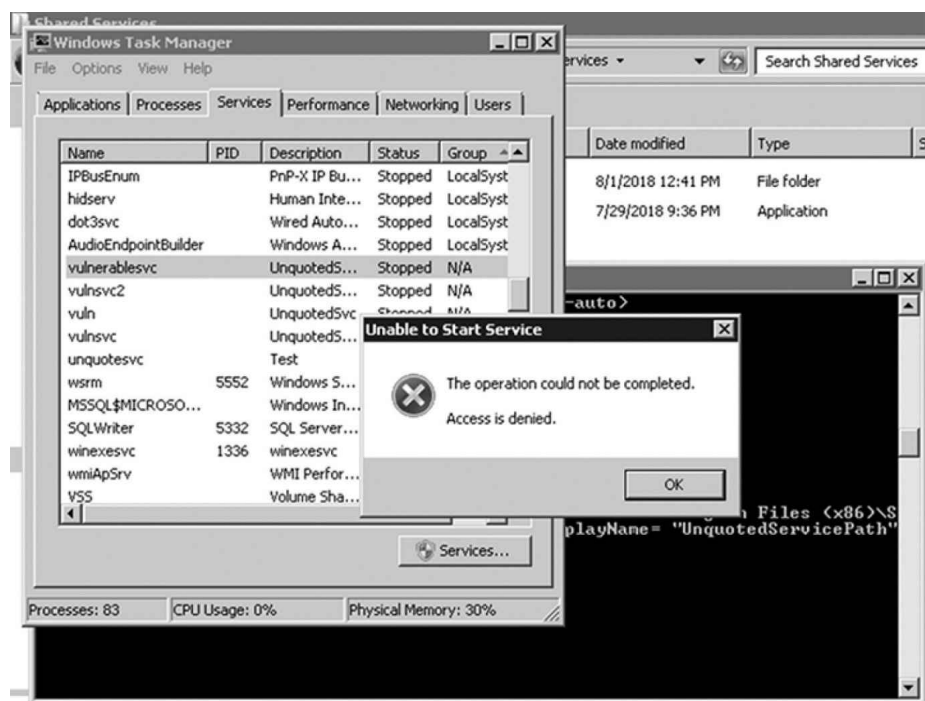 Shared Services
Windows Task Manager
File Options View Help
ervices
Search Shared Services
Applications Processes Services Performance Networking Users
Date modified Type S
Name PID Description Status Group
8/1/2018 12:41 PM File folder
7/29/2018 9:36 PM Application
IPBusEnum PnP-X IP Bu... Stopped LocalSyst
hidserv Human Inte... Stopped LocalSyst
dot3svc Wired Auto... Stopped LocalSyst
AudioEndpointBuilder Windows A... Stopped LocalSyst
vulnerablesvc UnquotedS... Stopped N/A
vulnsvc2 UnquotedS... Stopped N/A
vuln UnquotedSvc Stopped N/A
vulnsvc UnquotedS...
unquotesvc Test
wsrm 5552 Windows S...
MSSQL$MICROSO... Windows In...
SQLWriter 5332 SQL Server...
winexesvc 1336 winexesvc
wmiApSrv WMI Perfor...
VSS Volume Sha...
-auto>
Unable to Start Service
The operation could not be completed.
Access is denied.
OK
Files (x86)\S
playName= "UnquotedServicePath"
Services...
Processes: 83 CPU Usage: 0% Physical Memory: 30%